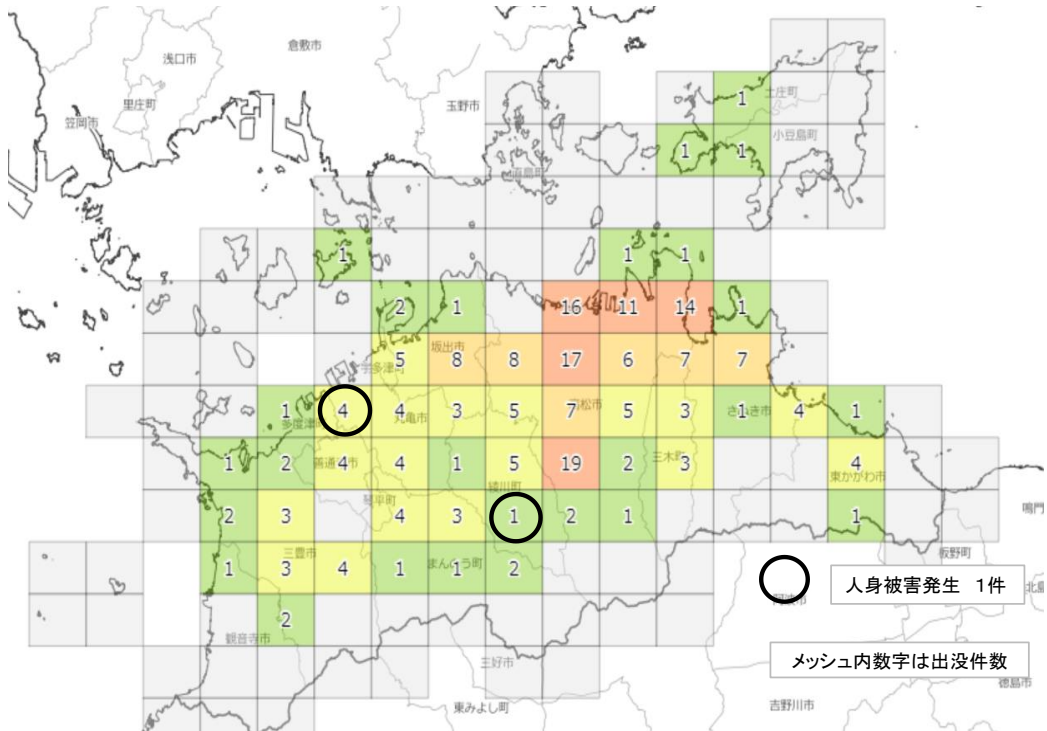 倉敷市
浅口市
里庄町
玉野市
笠岡市
1
土庄町
小豆島町
1 1
直島町
1 1 1
2 1 16 11 14 1
坂出市
5 8 8 17 6 7 7
宇多津町
1 4 4 3 5 7 5 3 1 4 1
多度津町 丸亀市 高松市 さぬき市
1 2 4 4 1 5 19 2 3 4
善通寺市 三木町 東かがわ市
綾川町
琴平町
2 3 4 3 1 2 1 1
鳴門
三豊市 まんのう町
1 3 4 1 1 2
板野町
人身被害発生 1件
北島
阿波市
2
観音寺市
三好市
メッシュ内数字は出没件数
徳島市
東みよし町
吉野川市